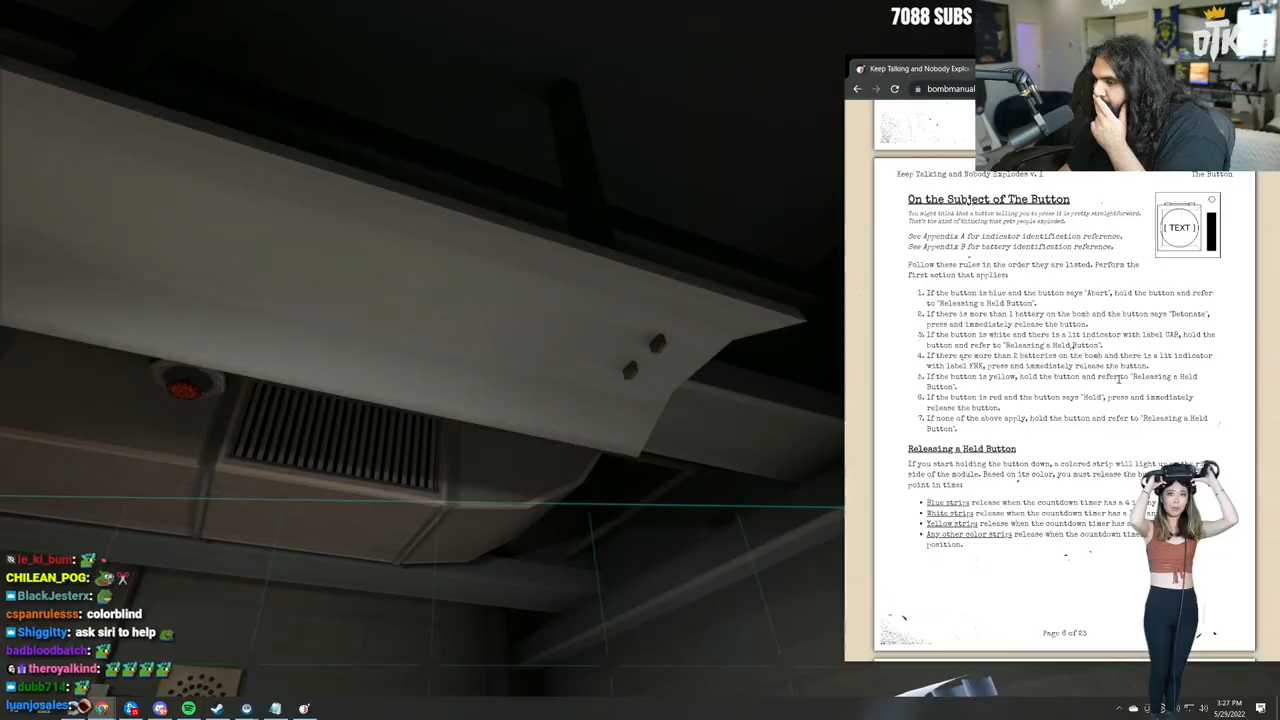 7088 SUBS
DTK
Keep Talking and Nobody Explo
bombmanual
Keep Talking and Nobody Explodes v. 1
The Button
On the Subject of The Button
You might think that a button telling you to press it is pretty straightforward.
That's the kind of thinking that gets people exploded.
See Appendix A for indicator identification reference.
See Appendix B for battery identification reference.
[ TEXT ]
Follow these rules in the order they are listed. Perform the
first action that applies:
1. If the button is blue and the button says "Abort", hold the button and refer
to "Releasing a Held Button".
2. If there is more than 1 battery on the bomb and the button says "Detonate",
press and immediately release the button.
3. If the button is white and there is a lit indicator with label CAR, hold the
button and refer to "Releasing a Held Button".
4. If there are more than 2 batteries on the bomb and there is a lit indicator
with label FRK, press and immediately release the button.
5. If the button is yellow, hold the button and refer to "Releasing a Held
Button".
6. If the button is red and the button says "Hold", press and immediately
release the button.
7. If none of the above apply, hold the button and refer to "Releasing a Held
Button".
Releasing a Held Button
If you start holding the button down, a colored strip will light up on the
side of the module. Based on its color, you must release the
point in time:
• Blue strip: release when the countdown timer has a 4 in any
• White strip: release when the countdown timer has a
• Yellow strip: release when the countdown timer has
• Any other color strip: release when the countdown
position.
Page 6 of 23
le_ki_bum:
CHILEAN_POG:
BlackJesterx:
cspanrulesss: colorblind
Shiggitty: ask siri to help
badbloodbatch:
theroyalkind:
dubb714:
luanjosales:
3:27 PM
5/29/2022